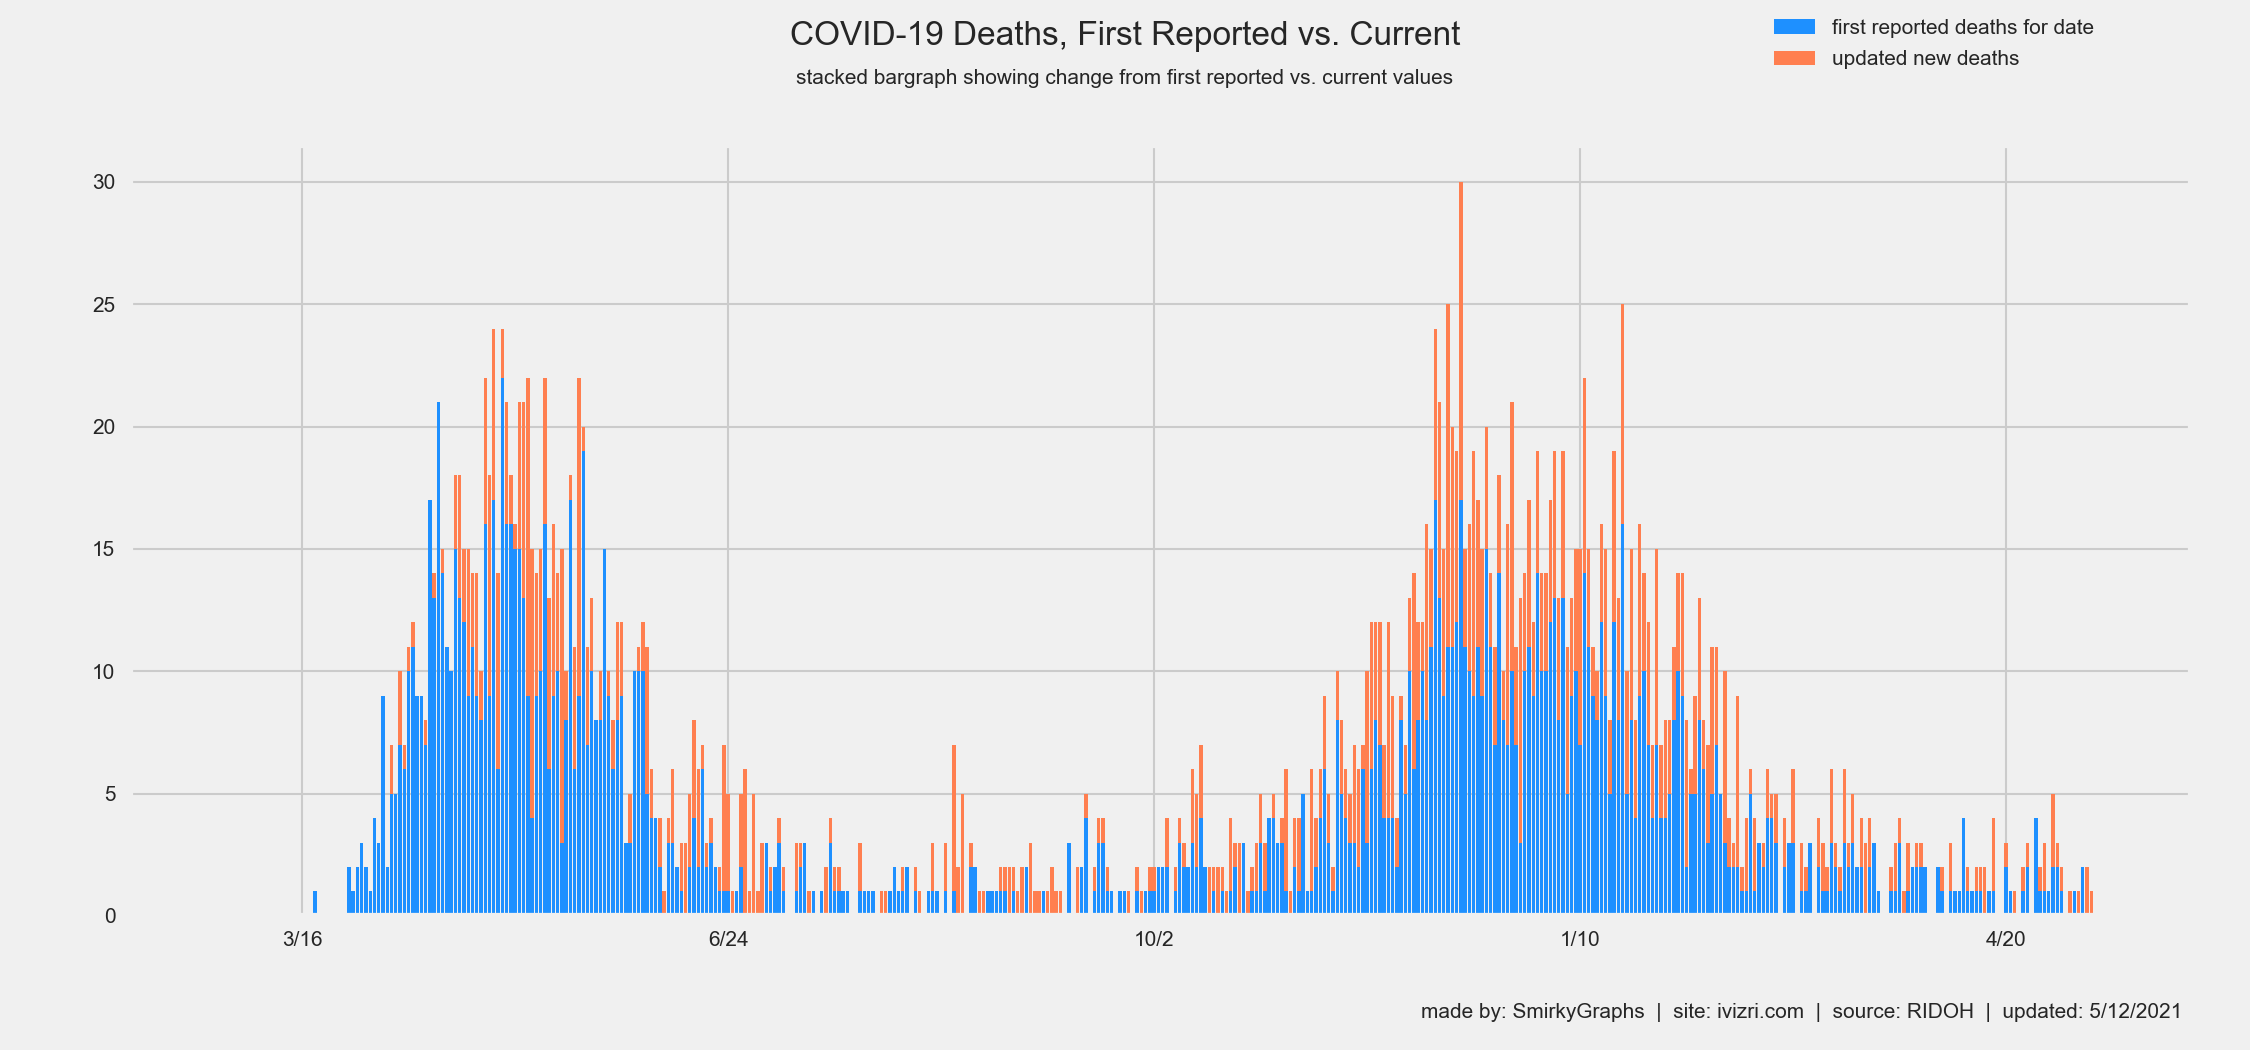 COVID-19 Deaths, First Reported vs. Current
stacked bargraph showing change from first reported vs. current values
first reported deaths for date
updated new deaths
30
25
20
15
10
5
0
3/16
6/24
10/2
1/10
4/20
made by: SmirkyGraphs | site: ivizri.com | source: RIDOH | updated: 5/12/2021